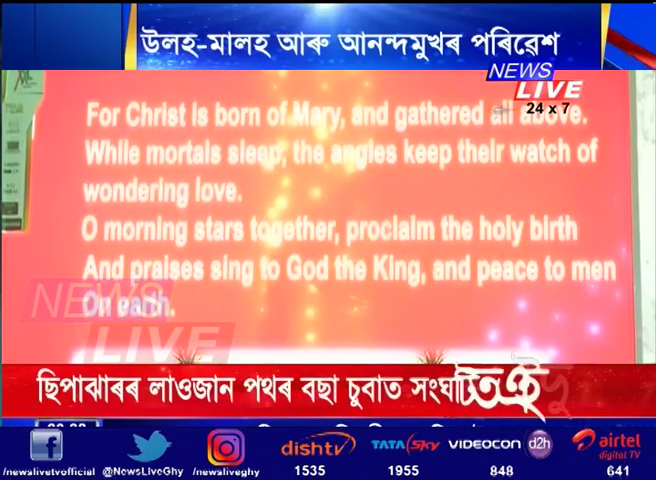 উলহ-মালহ আৰু আনন্দমুখৰ পৰিৱেশ
NEWS
LIVE
24 x 7
For Christ is born of Mary, and gathered all above.
While mortals sleep, the angles keep their watch of
wondering love.
O morning stars together, proclaim the holy birth
And praises sing to God the King, and peace to men
On earth.
NEWS
LIVE
ছিপাঝাৰৰ লাওজান পথৰ বছা চুবাত
dishtv TATA sky VIDEOCON d2h airtel
digital TV
/newslivetvofficial @NewsLiveGhy /newsliveghy 1535 1955 848 641